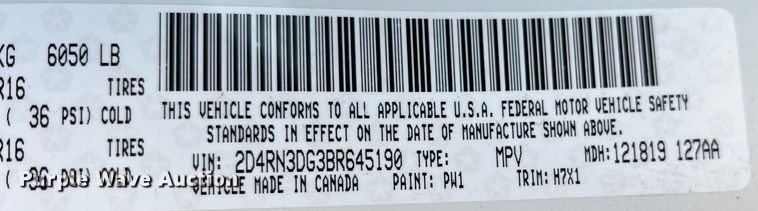 KG 6050 LB
R16 TIRES
( 36 PSI) COLD
R16 TIRES
( 36 COLD
THIS VEHICLE CONFORMS TO ALL APPLICABLE U.S.A. FEDERAL MOTOR VEHICLE SAFETY
STANDARDS IN EFFECT ON THE DATE OF MANUFACTURE SHOWN ABOVE.
VIN: 2D4RN3DG3BR645190 TYPE: MPV MDH: 121819 127AA
VEHICLE MADE IN CANADA PAINT: PW1 TRIM: H7X1
Purple Wave Auction